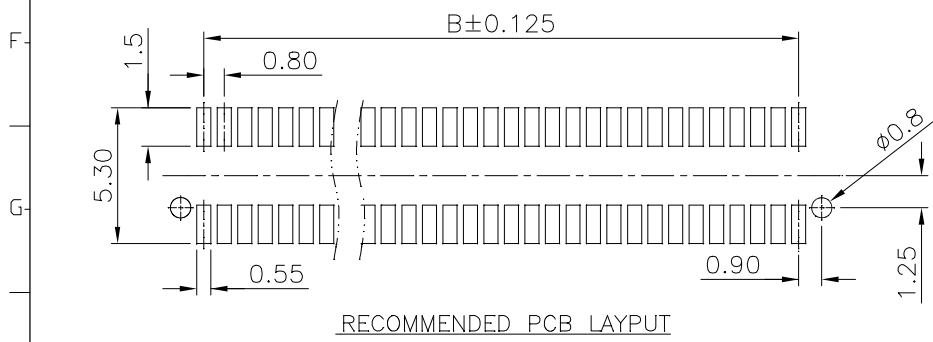 B±0.125
F
1.5
0.80
5.30
ø0.8
G
0.55
0.90
1.25
RECOMMENDED PCB LAYPUT